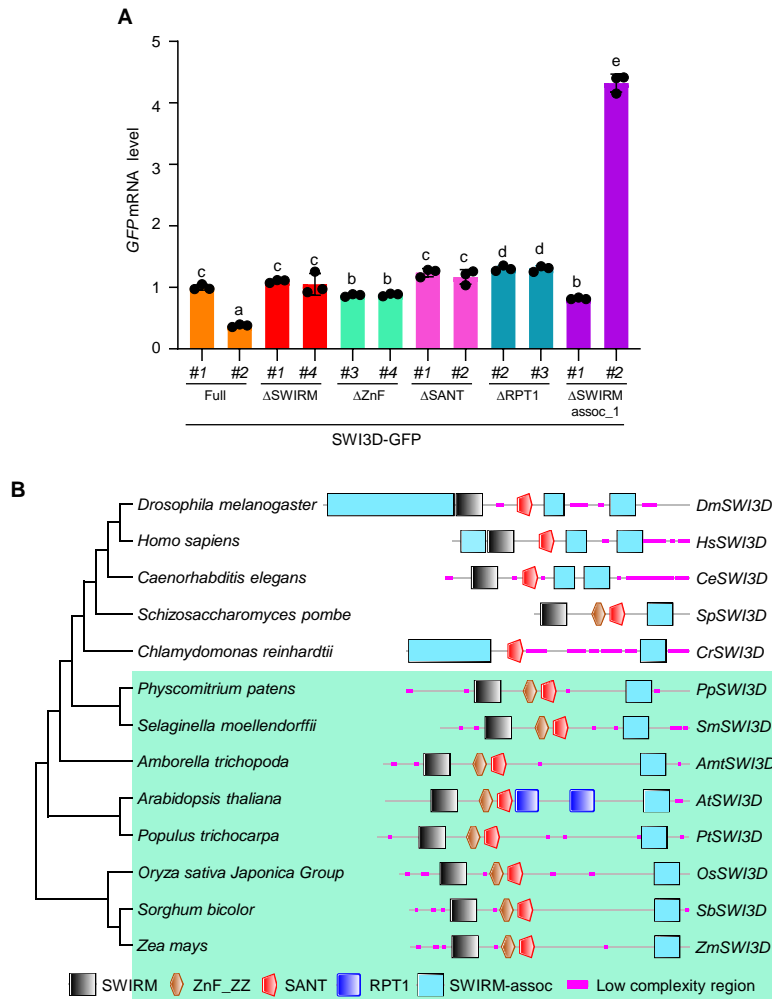 A
5
4
3
2
1
0
GFP mRNA level
c a c c b b c c d d b e
#1 #2 #1 #4 #3 #4 #1 #2 #2 #3 #1 #2
Full ΔSWIRM ΔZnF ΔSANT ΔRPT1 ΔSWIRM
assoc_1
SWI3D-GFP
B
Drosophila melanogaster DmSWI3D
Homo sapiens HsSWI3D
Caenorhabditis elegans CeSWI3D
Schizosaccharomyces pombe SpSWI3D
Chlamydomonas reinhardtii CrSWI3D
Physcomitrium patens PpSWI3D
Selaginella moellendorffii SmSWI3D
Amborella trichopoda AmtSWI3D
Arabidopsis thaliana AtSWI3D
Populus trichocarpa PtSWI3D
Oryza sativa Japonica Group OsSWI3D
Sorghum bicolor SbSWI3D
Zea mays ZmSWI3D
SWIRM ZnF_ZZ SANT RPT1 SWIRM-assoc Low complexity region